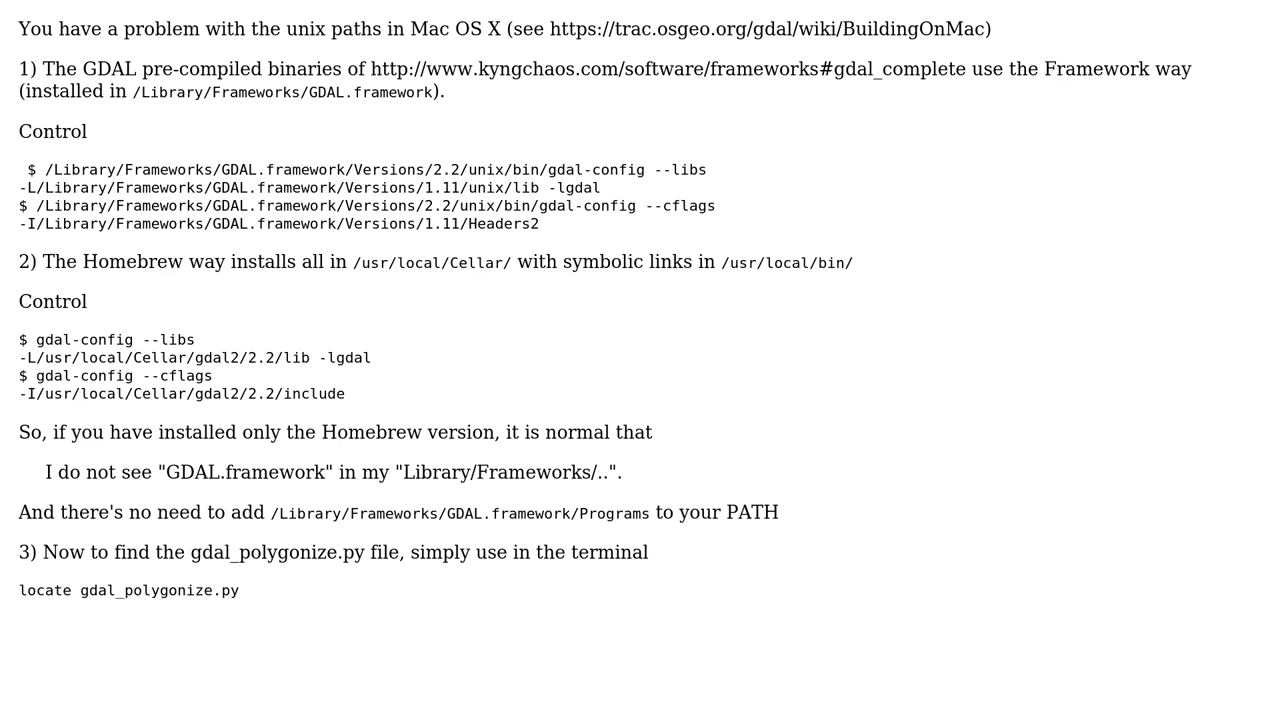 You have a problem with the unix paths in Mac OS X (see https://trac.osgeo.org/gdal/wiki/BuildingOnMac)
1) The GDAL pre-compiled binaries of http://www.kyngchaos.com/software/frameworks#gdal_complete use the Framework way
(installed in /Library/Frameworks/GDAL.framework).
Control
$ /Library/Frameworks/GDAL.framework/Versions/2.2/unix/bin/gdal-config --libs
-L/Library/Frameworks/GDAL.framework/Versions/1.11/unix/lib -lgdal
$ /Library/Frameworks/GDAL.framework/Versions/2.2/unix/bin/gdal-config --cflags
-I/Library/Frameworks/GDAL.framework/Versions/1.11/Headers2
2) The Homebrew way installs all in /usr/local/Cellar/ with symbolic links in /usr/local/bin/
Control
$ gdal-config --libs
-L/usr/local/Cellar/gdal2/2.2/lib -lgdal
$ gdal-config --cflags
-I/usr/local/Cellar/gdal2/2.2/include
So, if you have installed only the Homebrew version, it is normal that
I do not see "GDAL.framework" in my "Library/Frameworks/..".
And there's no need to add /Library/Frameworks/GDAL.framework/Programs to your PATH
3) Now to find the gdal_polygonize.py file, simply use in the terminal
locate gdal_polygonize.py